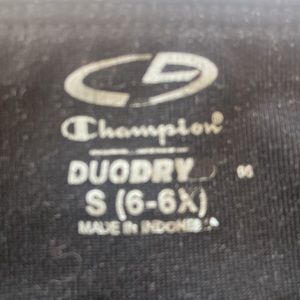 Champion
DUODRY
S (6-6X)
MADE IN INDONESIA